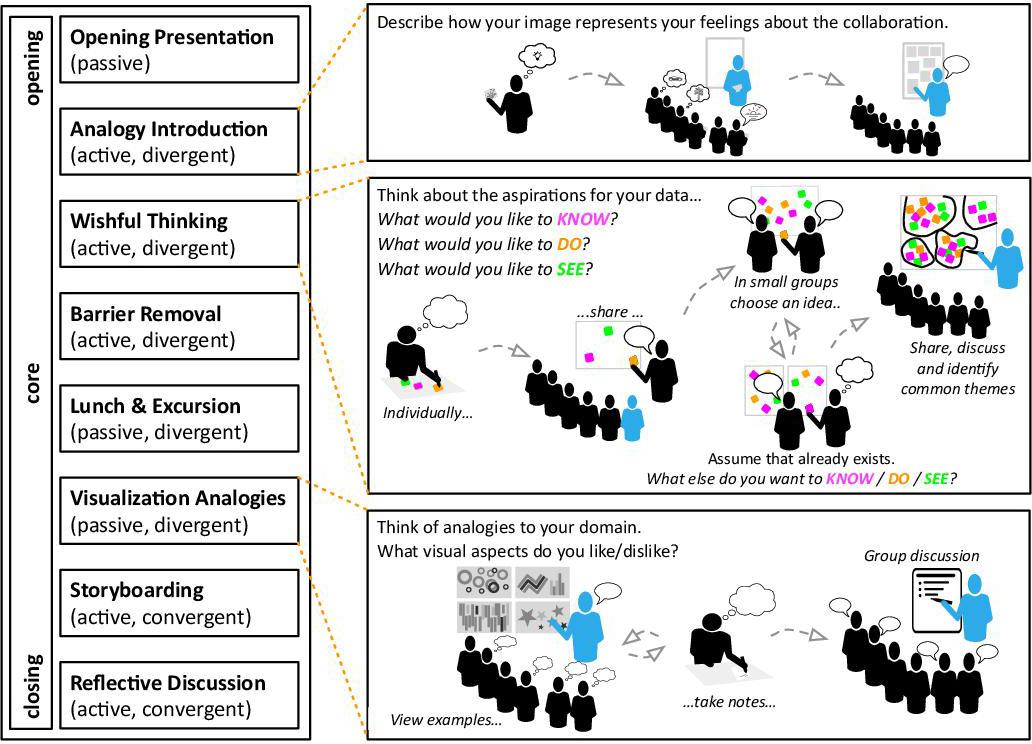 opening
core
closing
Opening Presentation
(passive)
Analogy Introduction
(active, divergent)
Wishful Thinking
(active, divergent)
Barrier Removal
(active, divergent)
Lunch & Excursion
(passive, divergent)
Visualization Analogies
(passive, divergent)
Storyboarding
(active, convergent)
Reflective Discussion
(active, convergent)
Describe how your image represents your feelings about the collaboration.
Think about the aspirations for your data...
What would you like to KNOW?
What would you like to DO?
What would you like to SEE?
Individually...
...share ...
In small groups
choose an idea..
Assume that already exists.
What else do you want to KNOW / DO / SEE?
Share, discuss
and identify
common themes
Think of analogies to your domain.
What visual aspects do you like/dislike?
View examples...
...take notes...
Group discussion